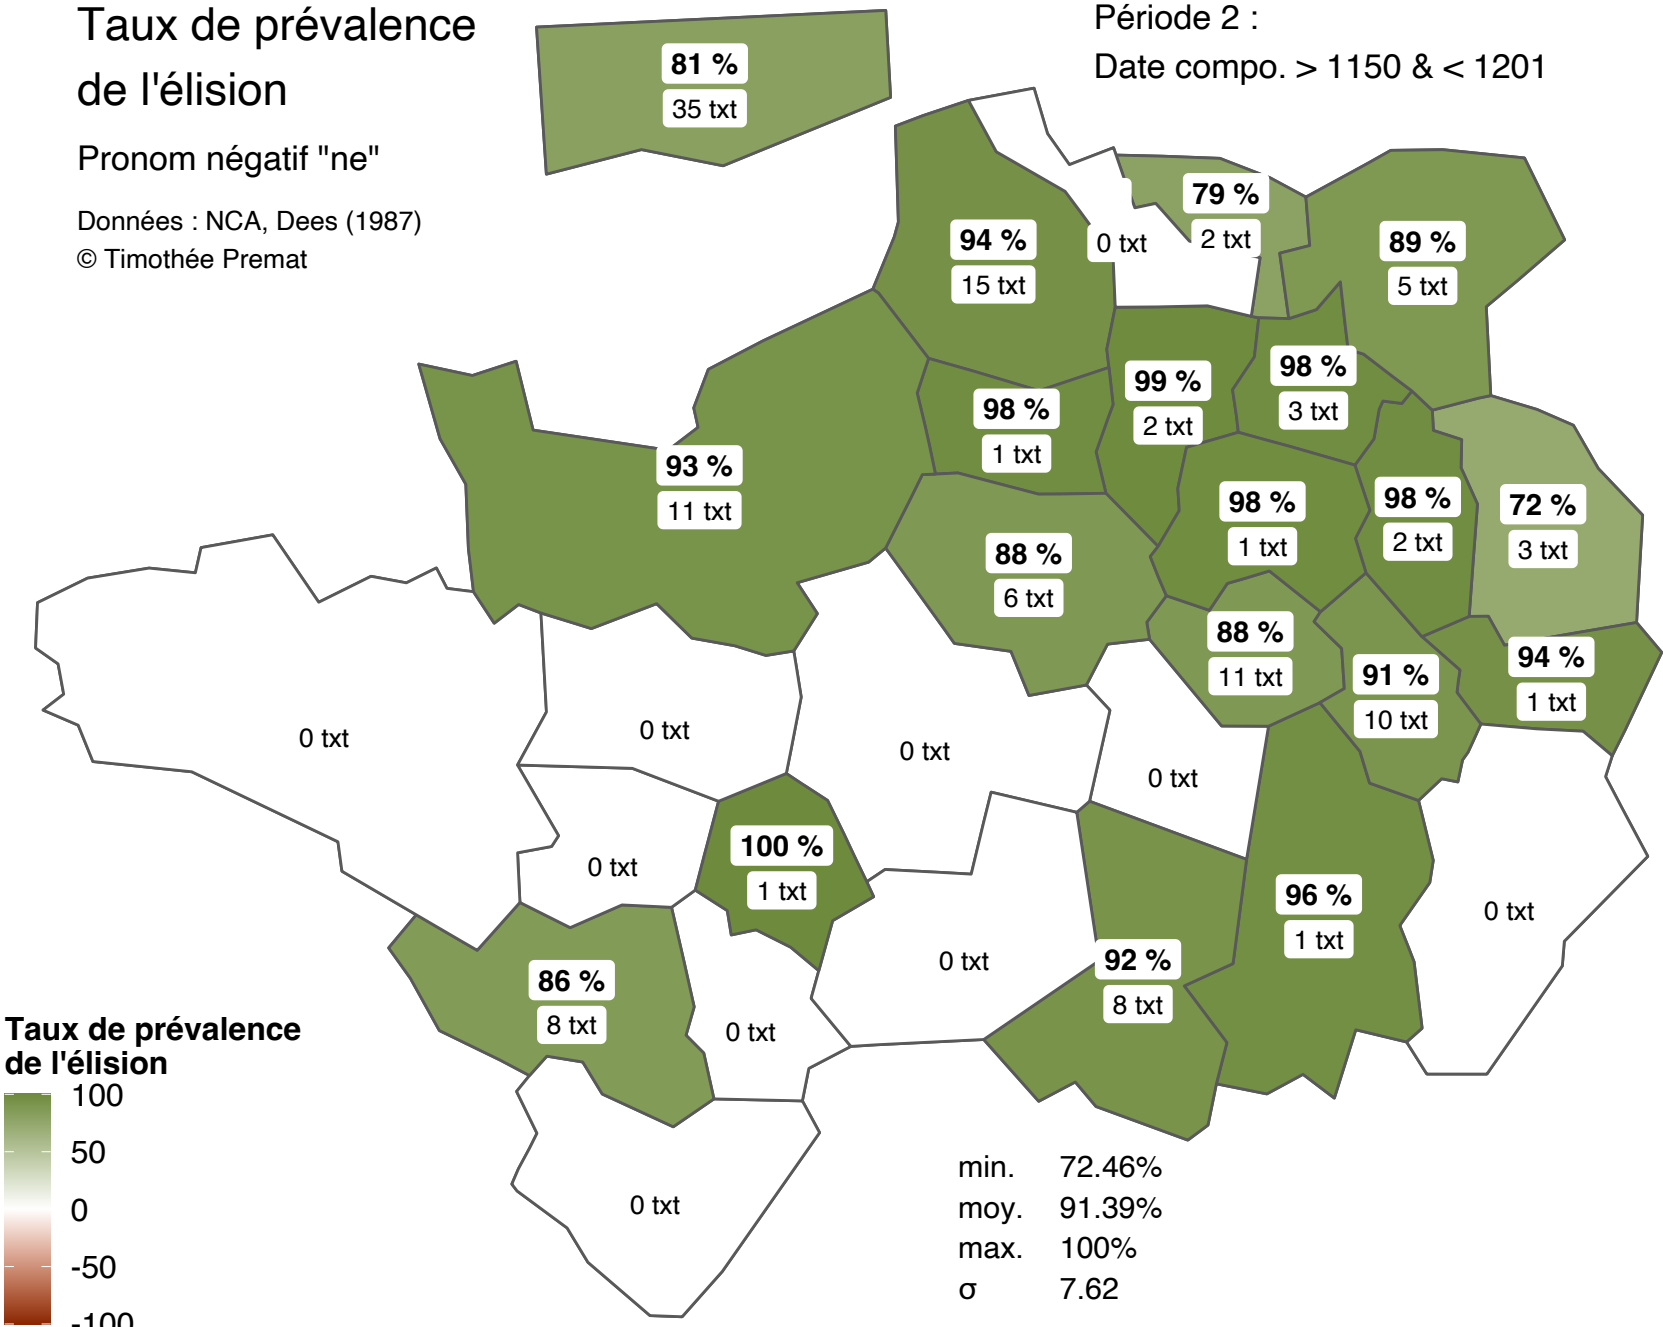 Taux de prévalence
de l'élision
Pronom négatif "ne"
Données : NCA, Dees (1987)
© Timothée Premat
Période 2 :
Date compo. > 1150 & < 1201
81 %
35 txt
79 %
2 txt
94 %
15 txt
0 txt
89 %
5 txt
98 %
3 txt
99 %
2 txt
98 %
1 txt
93 %
11 txt
98 %
1 txt
98 %
2 txt
72 %
3 txt
88 %
6 txt
88 %
11 txt
94 %
1 txt
91 %
10 txt
0 txt
0 txt
0 txt
0 txt
100 %
1 txt
0 txt
96 %
1 txt
0 txt
92 %
8 txt
0 txt
86 %
8 txt
0 txt
0 txt
Taux de prévalence
de l'élision
100
50
0
-50
-100
min. 72.46%
moy. 91.39%
max. 100%
σ 7.62